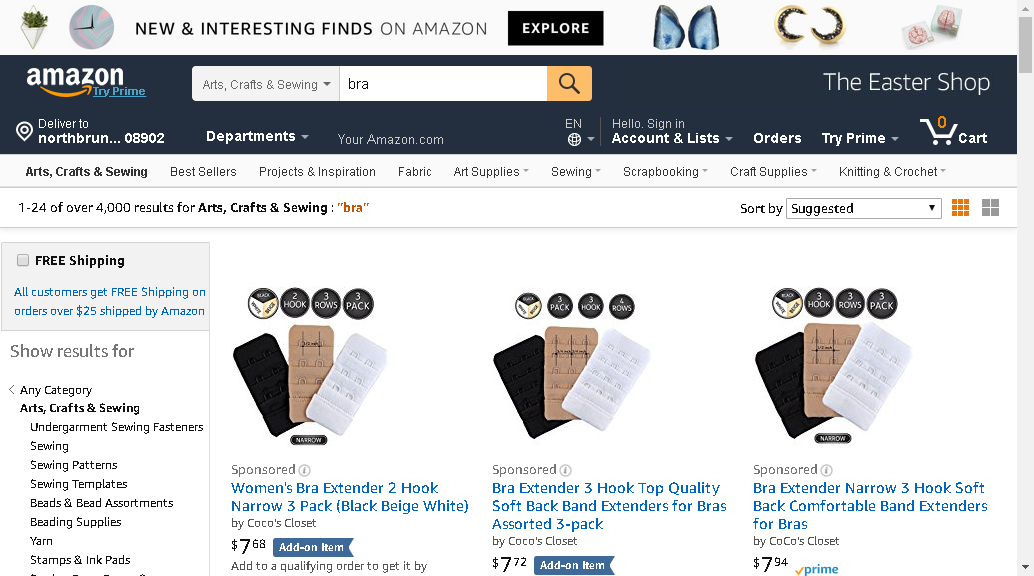 NEW & INTERESTING FINDS ON AMAZON EXPLORE
amazon
Try Prime
Arts, Crafts & Sewing bra
The Easter Shop
Deliver to
northbrun... 08902
Departments
Your Amazon.com
EN
Hello. Sign in
Account & Lists
Orders
Try Prime
0
Cart
Arts, Crafts & Sewing Best Sellers Projects & Inspiration Fabric Art Supplies Sewing Scrapbooking Craft Supplies Knitting & Crochet
1-24 of over 4,000 results for Arts, Crafts & Sewing : "bra"
Sort by Suggested
FREE Shipping
All customers get FREE Shipping on
orders over $25 shipped by Amazon
Show results for
Any Category
Arts, Crafts & Sewing
Undergarment Sewing Fasteners
Sewing
Sewing Patterns
Sewing Templates
Beads & Bead Assortments
Beading Supplies
Yarn
Stamps & Ink Pads
BLACK WHITE BEIGE
2 HOOK
3 ROWS
3 PACK
NARROW
Sponsored
Women's Bra Extender 2 Hook
Narrow 3 Pack (Black Beige White)
by Coco's Closet
$7 68 Add-on Item
Add to a qualifying order to get it by
BLACK WHITE BEIGE
3 PACK
3 HOOK
4 ROWS
Sponsored
Bra Extender 3 Hook Top Quality
Soft Back Band Extenders for Bras
Assorted 3-pack
by Coco's Closet
$7 72 Add-on Item
BLACK WHITE BEIGE
3 HOOK
3 ROWS
3 PACK
NARROW
Sponsored
Bra Extender Narrow 3 Hook Soft
Back Comfortable Band Extenders
for Bras
by CoCo's Closet
$7 94 prime